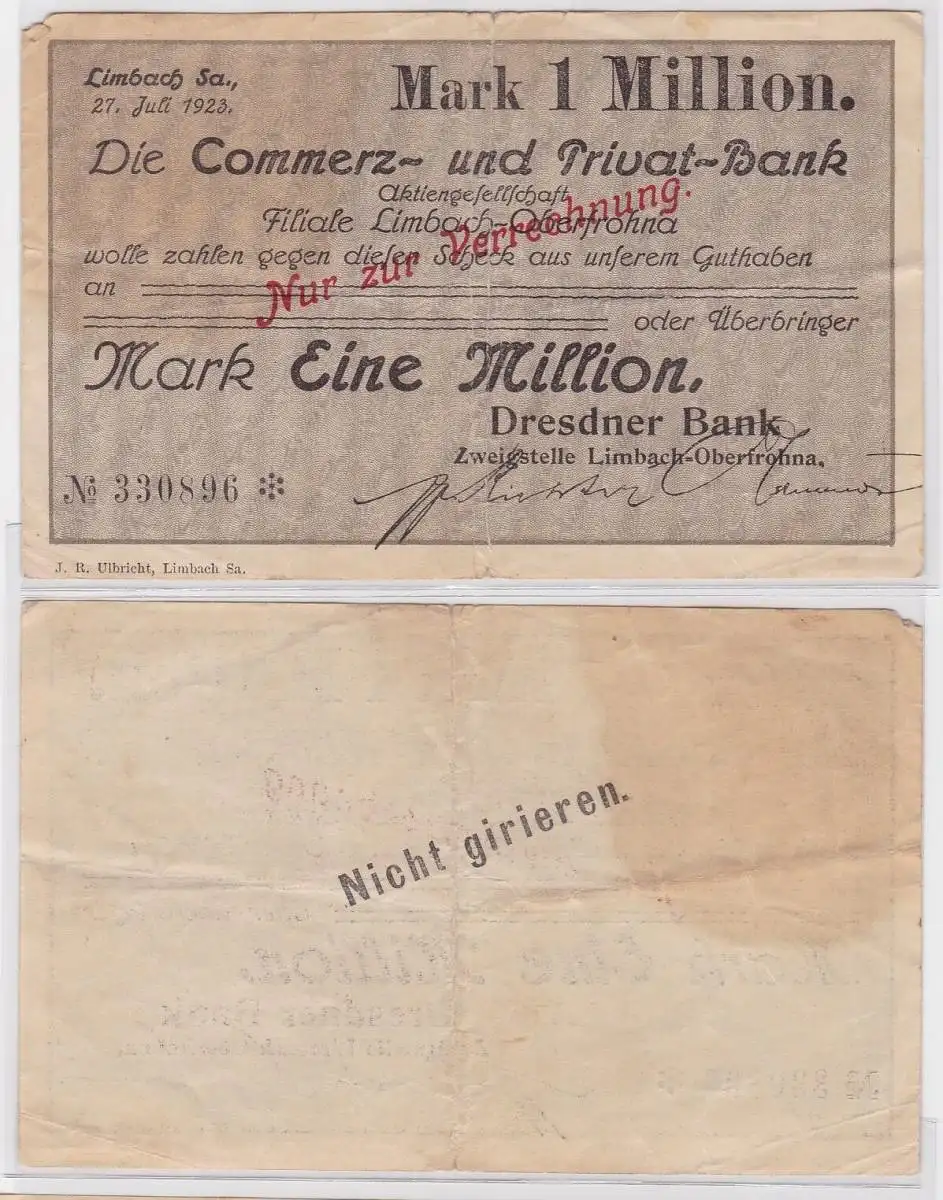 Limbach Sa.,
27. Juli 1923.
Mark 1 Million.
Die Commerz- und Privat-Bank
Aktiengesellschaft
Filiale Limbach-Oberfrohna
wolle zahlen gegen diesen Scheck aus unserem Guthaben
an
oder Überbringer
Nur zur Verrechnung.
Mark Eine Million.
Dresdner Bank
Zweigstelle Limbach-Oberfrohna.
№ 330896 *
J. R. Ulbricht, Limbach Sa.
Nicht girieren.